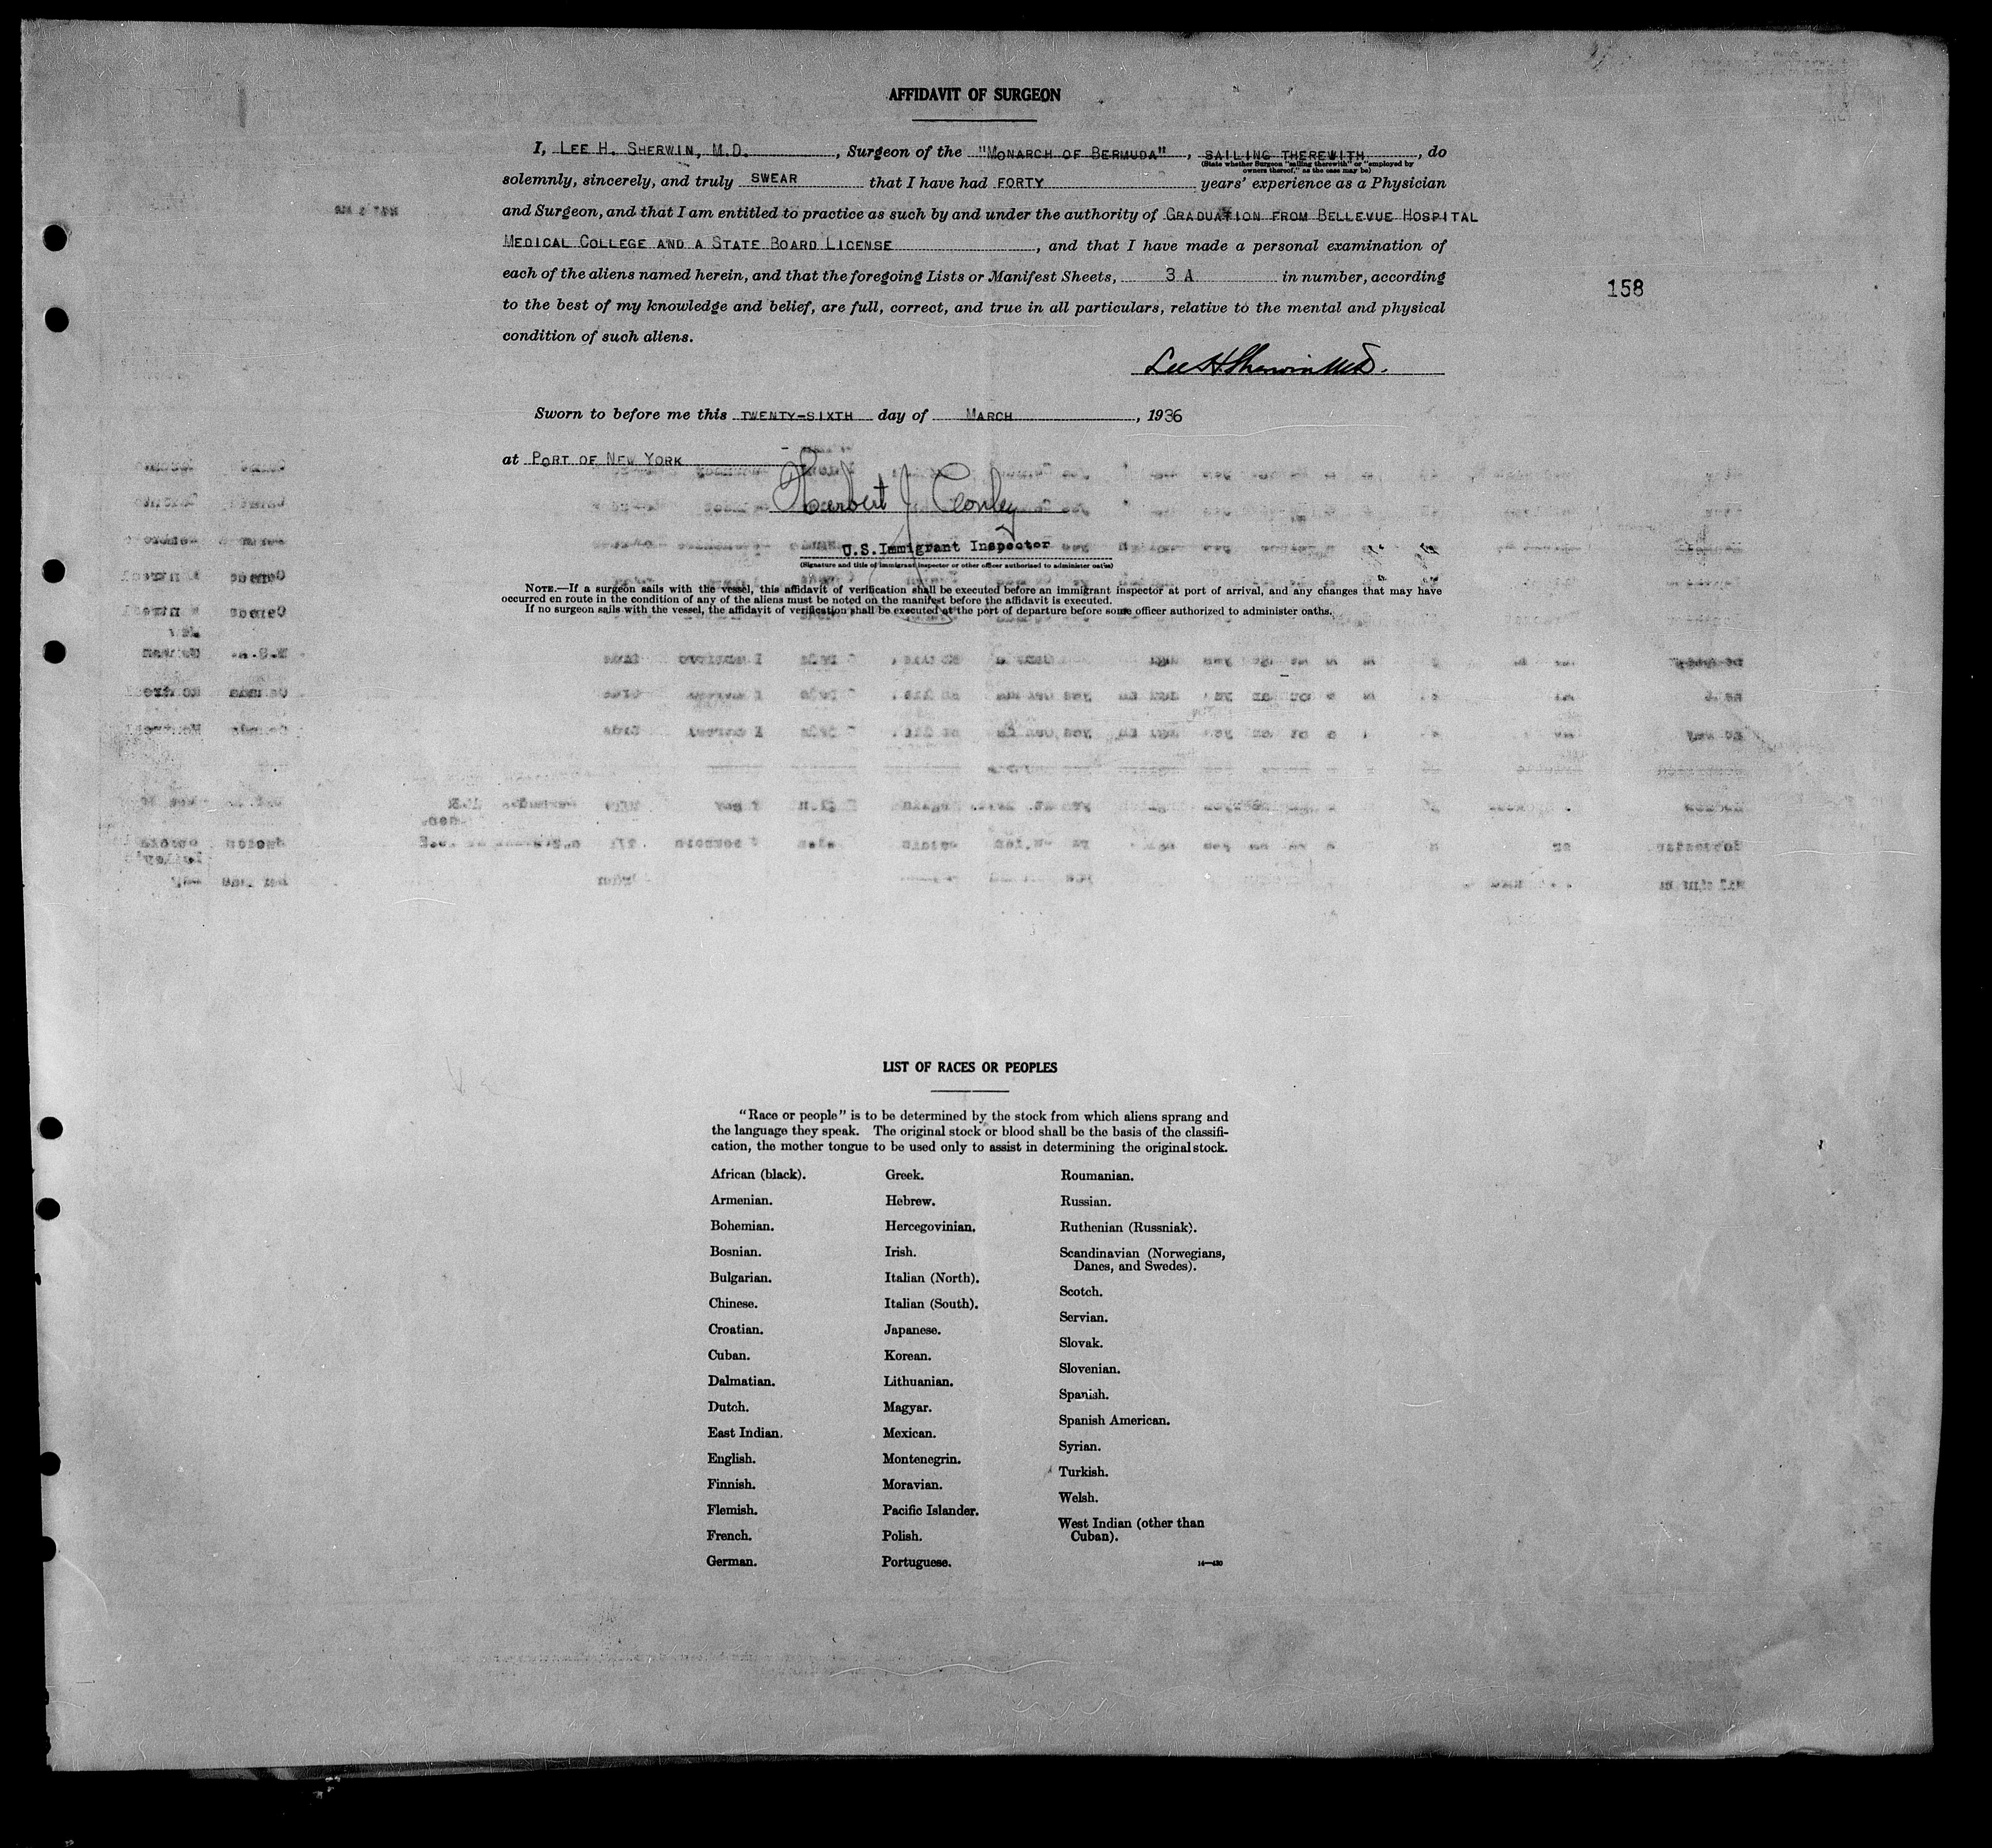 AFFIDAVIT OF SURGEON
I, LEE H. SHERWIN, M.D. , Surgeon of the "MONARCH OF BERMUDA" , SAILING THEREWITH , do
(State whether Surgeon "sailing therewith" or "employed by
owners thereof," as the case may be)
solemnly, sincerely, and truly SWEAR that I have had FORTY years' experience as a Physician
and Surgeon, and that I am entitled to practice as such by and under the authority of GRADUATION FROM BELLEVUE HOSPITAL
MEDICAL COLLEGE AND A STATE BOARD LICENSE , and that I have made a personal examination of
each of the aliens named herein, and that the foregoing Lists or Manifest Sheets, 3 A in number, according
158
to the best of my knowledge and belief, are full, correct, and true in all particulars, relative to the mental and physical
condition of such aliens.
Lee H Sherwin M.D.
Sworn to before me this TWENTY-SIXTH day of MARCH , 1936
at PORT OF NEW YORK
Herbert J Conley
U.S. Immigrant Inspector
(Signature and title of immigrant inspector or other officer authorized to administer oaths)
NOTE.—If a surgeon sails with the vessel, this affidavit of verification shall be executed before an immigrant inspector at port of arrival, and any changes that may have
occurred en route in the condition of any of the aliens must be noted on the manifest before the affidavit is executed.
If no surgeon sails with the vessel, the affidavit of verification shall be executed at the port of departure before some officer authorized to administer oaths.
LIST OF RACES OR PEOPLES
"Race or people" is to be determined by the stock from which aliens sprang and
the language they speak. The original stock or blood shall be the basis of the classifi-
cation, the mother tongue to be used only to assist in determining the original stock.
African (black).
Armenian.
Bohemian.
Bosnian.
Bulgarian.
Chinese.
Croatian.
Cuban.
Dalmatian.
Dutch.
East Indian.
English.
Finnish.
Flemish.
French.
German.
Greek.
Hebrew.
Hercegovinian.
Irish.
Italian (North).
Italian (South).
Japanese.
Korean.
Lithuanian.
Magyar.
Mexican.
Montenegrin.
Moravian.
Pacific Islander.
Polish.
Portuguese.
Roumanian.
Russian.
Ruthenian (Russniak).
Scandinavian (Norwegians,
Danes, and Swedes).
Scotch.
Servian.
Slovak.
Slovenian.
Spanish.
Spanish American.
Syrian.
Turkish.
Welsh.
West Indian (other than
Cuban).
14—430